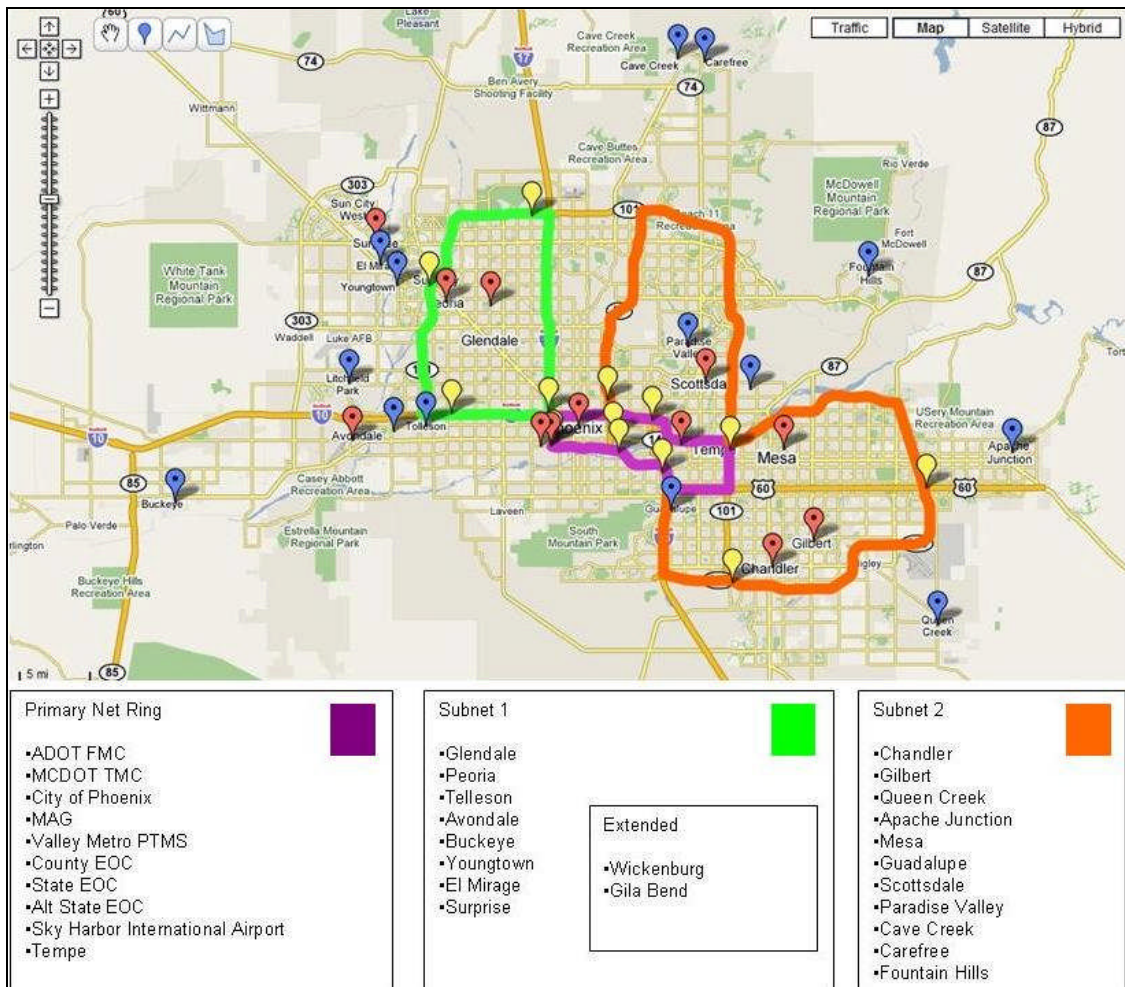 (60)
Lake
Pleasant
Traffic
Map
Satellite
Hybrid
Cave Creek
Recreation Area
Cave Creek
Carefree
74
17
74
Ben Avery
Shooting Facility
Wittmann
87
Cave Buttes
Recreation Area
Rio Verde
McDowell
Mountain
Regional Park
303
Sun City
West
101
Reach 11
Recreation Area
Fort
McDowell
El Mira
Youngtown
Fountain
Hills
White Tank
Mountain
Regional Park
87
303
Waddell
Luke AFB
Glendale
Paradise
Valley
Litchfield
Park
Scottsda
87
10
10
Avondale
Tolleson
Phoenix
Temp
Mesa
USery Mountain
Recreation Area
Apache
Junction
85
Buckeye
Casey Abbott
Recreation Area
60
60
Palo Verde
Laveen
Guadalupe
101
Estrella Mountain
Regional Park
South
Mountain Park
Gilbert
Chandler
Buckeye Hills
Recreation Area
Queen
Creek
85
5 mi
Primary Net Ring
▪ADOT FMC
▪MCDOT TMC
▪City of Phoenix
▪MAG
▪Valley Metro PTMS
▪County EOC
▪State EOC
▪Alt State EOC
▪Sky Harbor International Airport
▪Tempe
Subnet 1
▪Glendale
▪Peoria
▪Telleson
▪Avondale
▪Buckeye
▪Youngtown
▪El Mirage
▪Surprise
Extended
▪Wickenburg
▪Gila Bend
Subnet 2
▪Chandler
▪Gilbert
▪Queen Creek
▪Apache Junction
▪Mesa
▪Guadalupe
▪Scottsdale
▪Paradise Valley
▪Cave Creek
▪Carefree
▪Fountain Hills